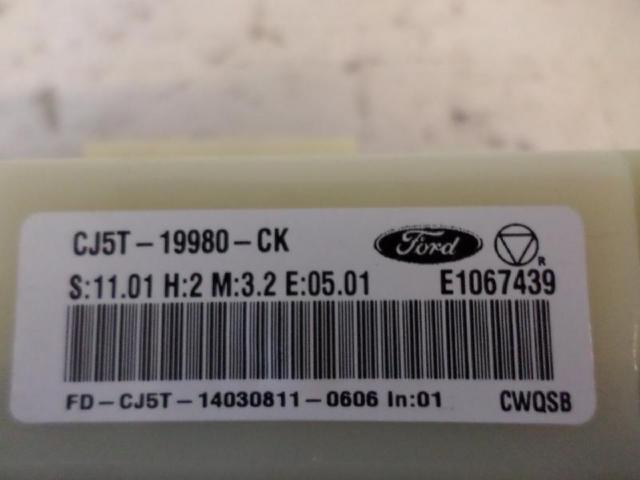 CJ5T-19980-CK Ford R
S:11.01 H:2 M:3.2 E:05.01 E1067439
FD-CJ5T-14030811-0606 In:01 CWQSB